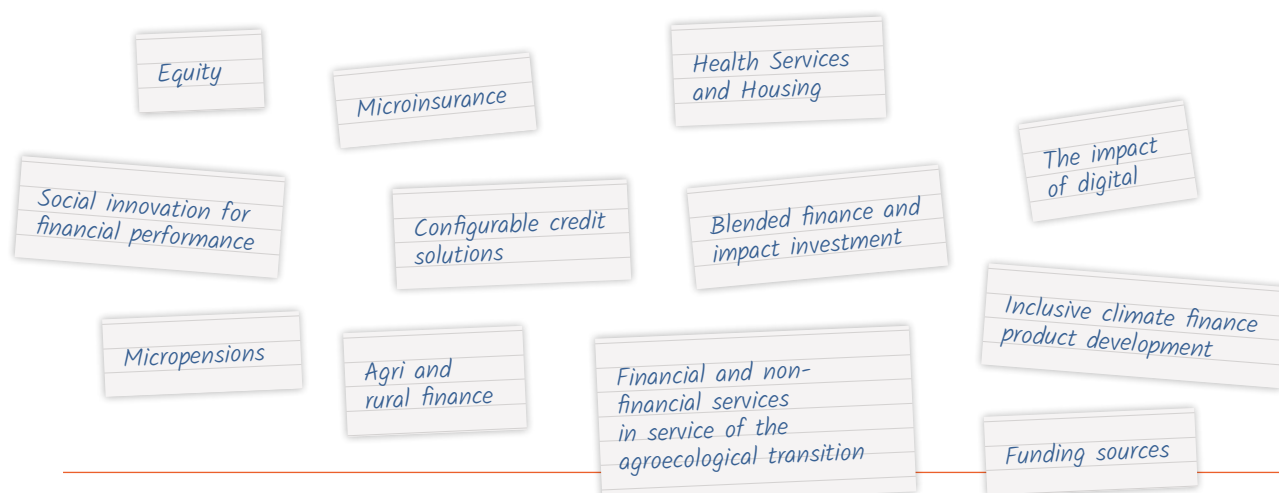 Equity
Microinsurance
Health Services
and Housing
The impact
of digital
Social innovation for
financial performance
Configurable credit
solutions
Blended finance and
impact investment
Inclusive climate finance
product development
Micropensions
Agri and
rural finance
Financial and non-
financial services
in service of the
agroecological transition
Funding sources